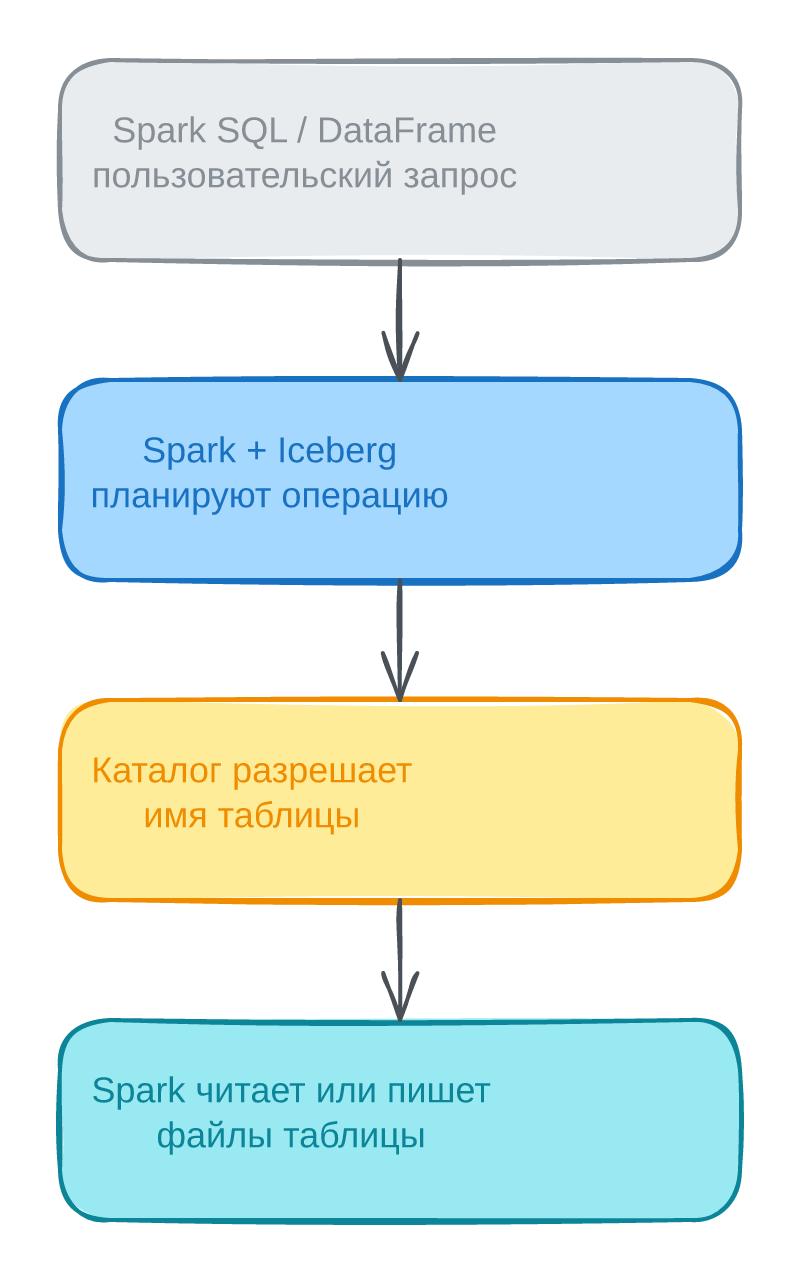 Spark SQL / DataFrame
пользовательский запрос
Spark + Iceberg
планируют операцию
Каталог разрешает
имя таблицы
Spark читает или пишет
файлы таблицы